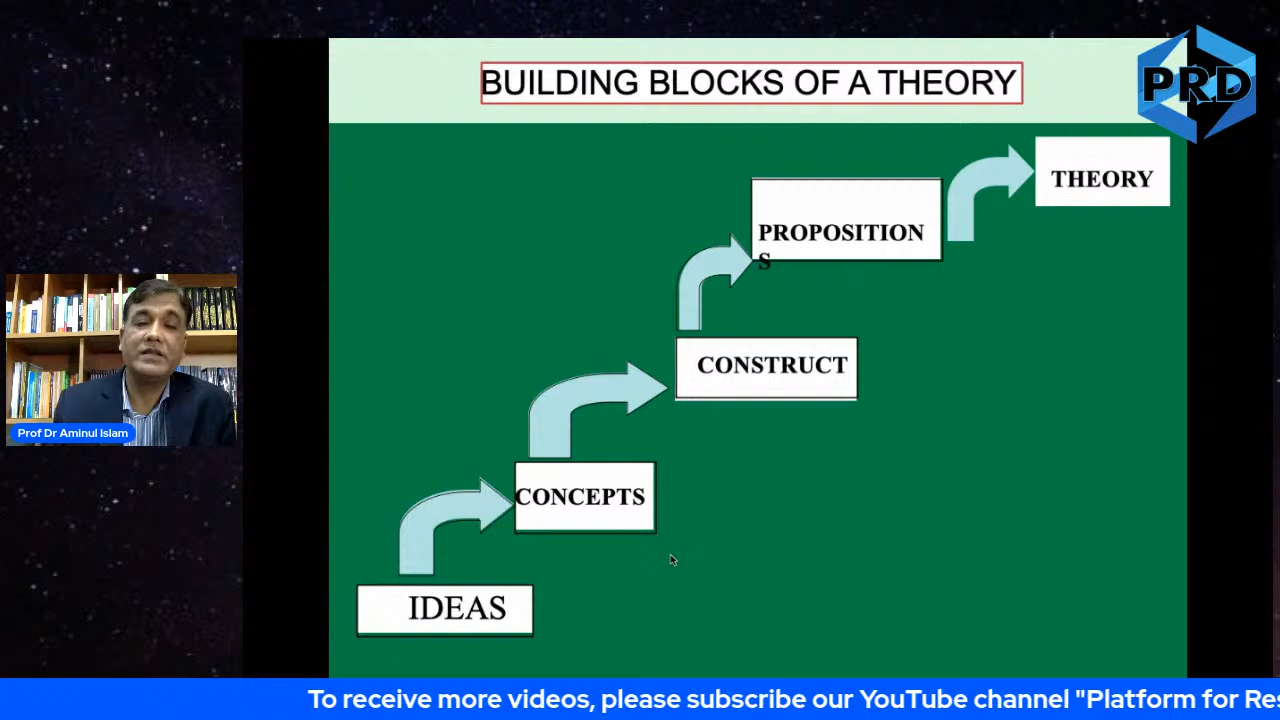 BUILDING BLOCKS OF A THEORY
PRD
THEORY
PROPOSITION
S
CONSTRUCT
CONCEPTS
IDEAS
Prof Dr Aminul Islam
To receive more videos, please subscribe our YouTube channel "Platform for Res